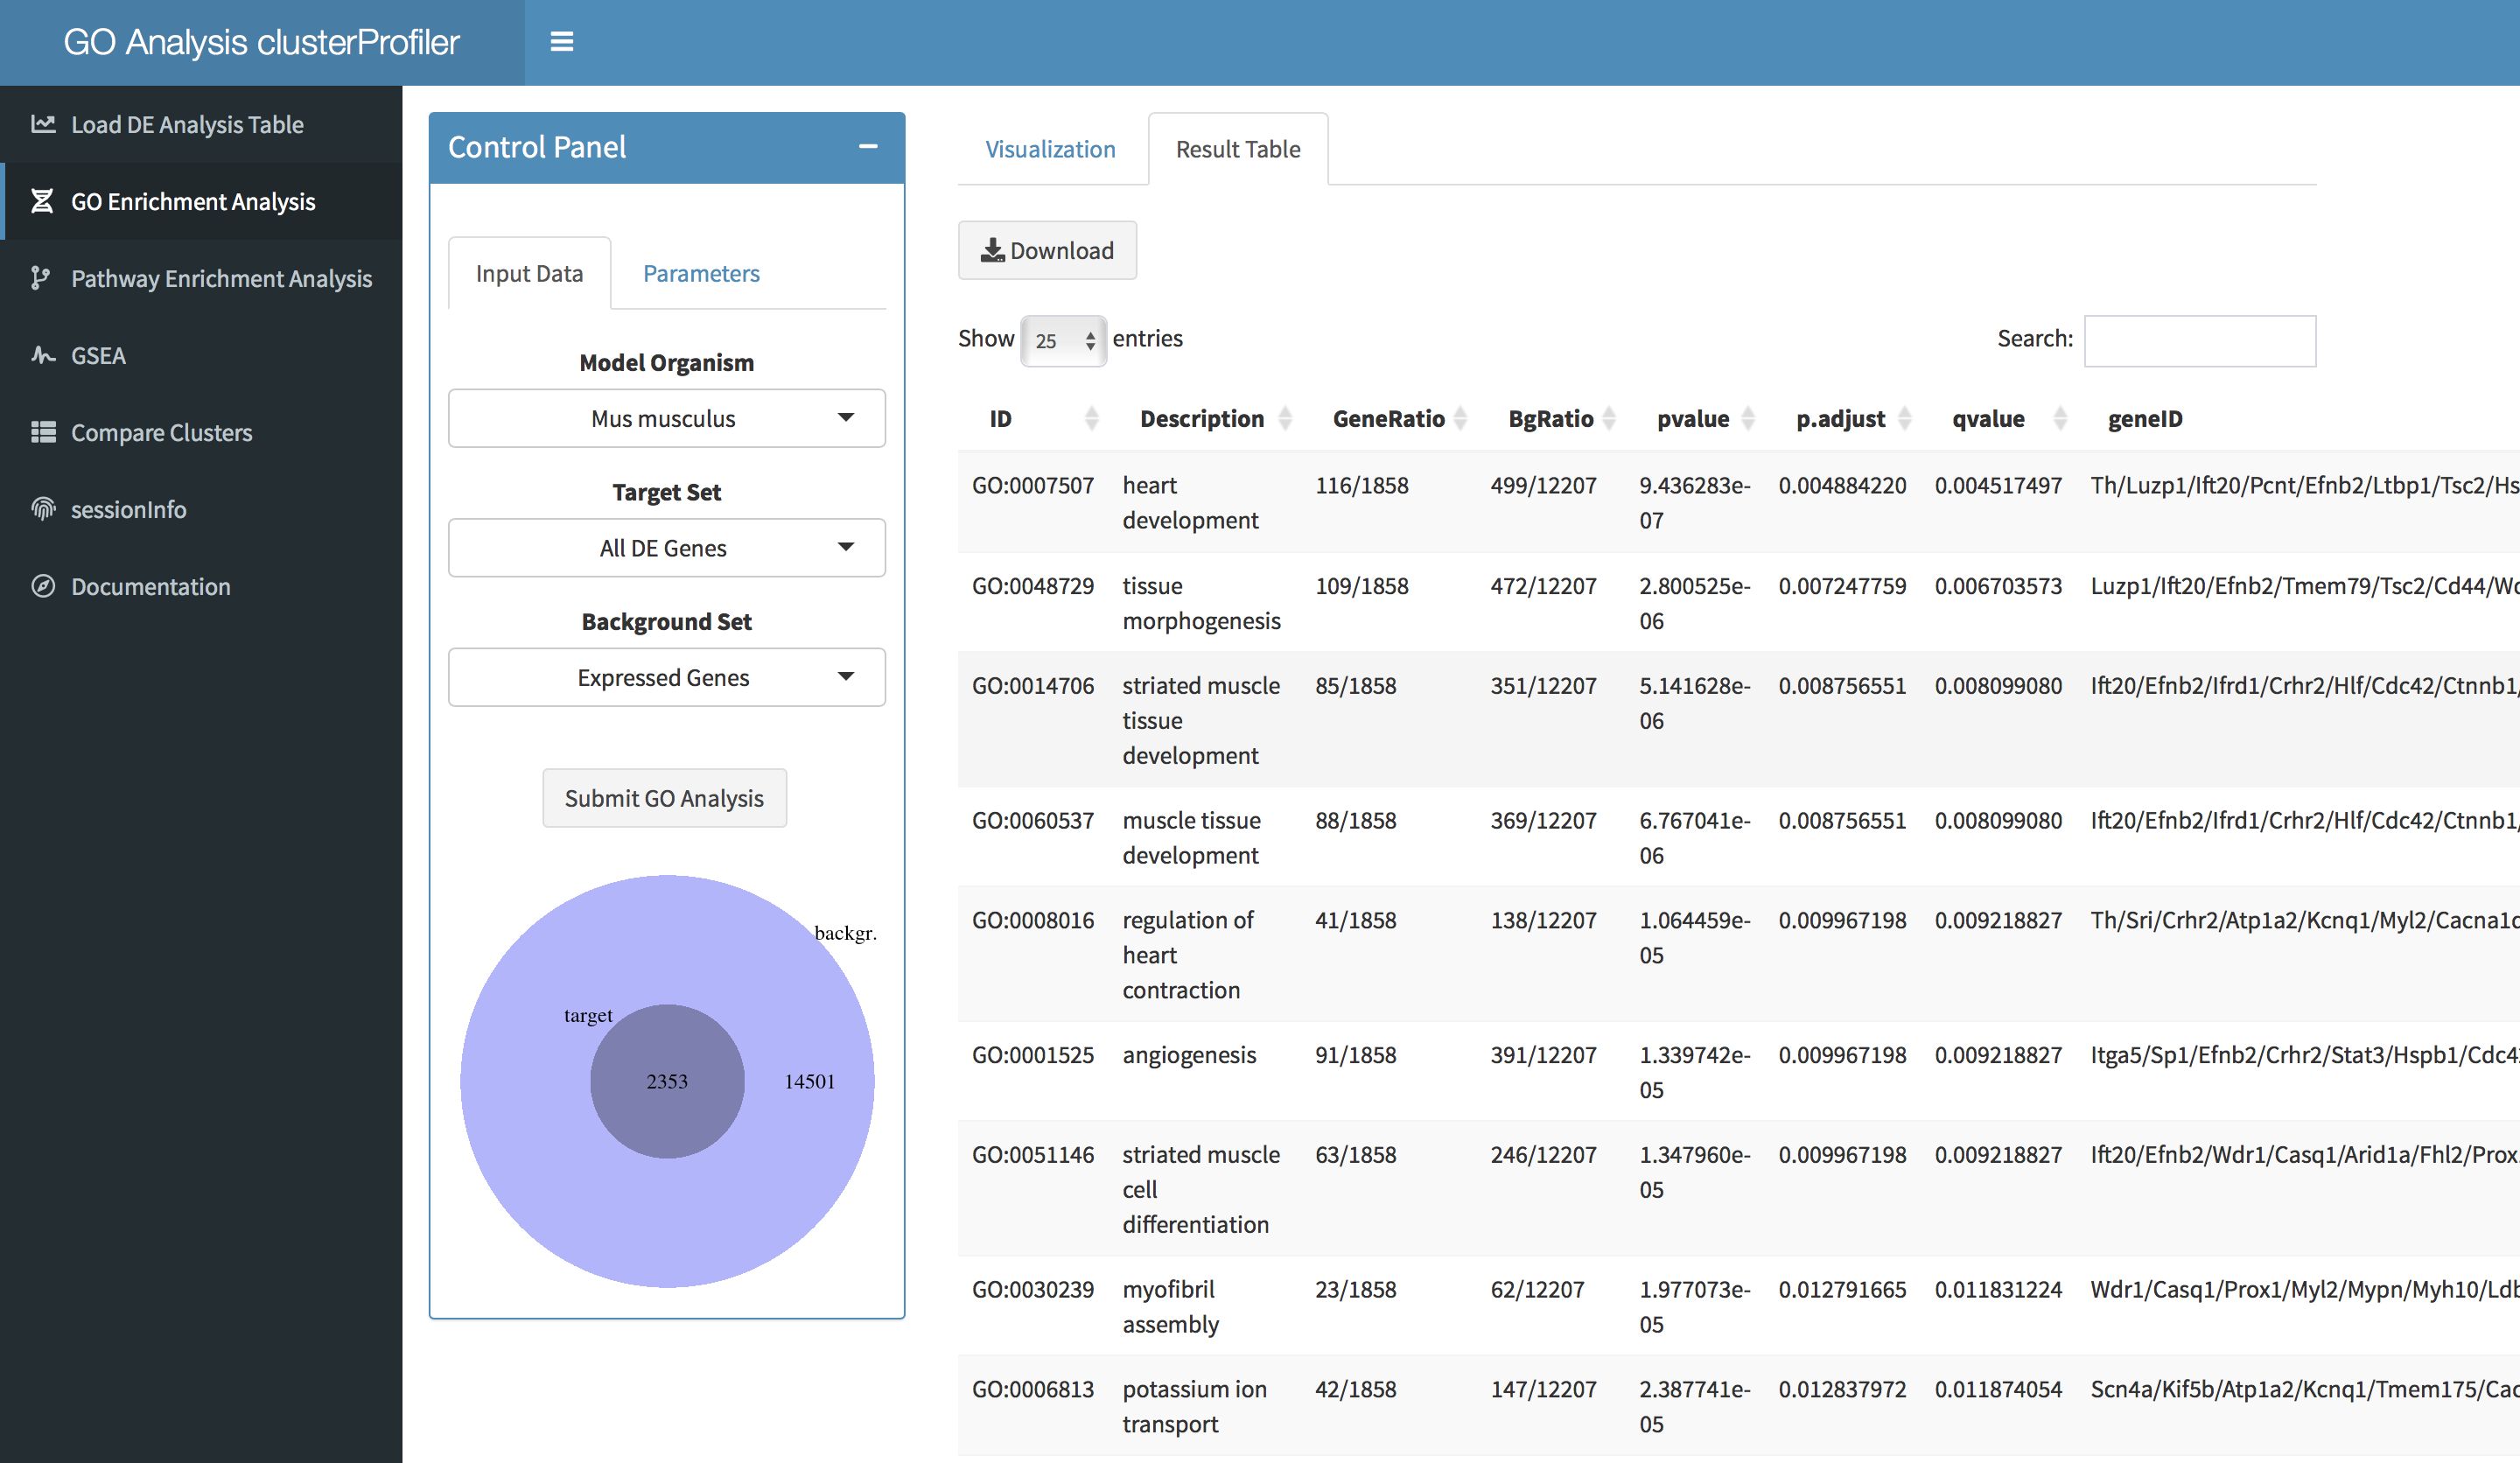 GO Analysis clusterProfiler
Load DE Analysis Table
GO Enrichment Analysis
Pathway Enrichment Analysis
GSEA
Compare Clusters
sessionInfo
Documentation
Control Panel
Input Data Parameters
Model Organism
Mus musculus
Target Set
All DE Genes
Background Set
Expressed Genes
Submit GO Analysis
backgr.
target
2353 14501
Visualization Result Table
Download
Show 25 entries Search:
ID Description GeneRatio BgRatio pvalue p.adjust qvalue geneID
GO:0007507 heart 116/1858 499/12207 9.436283e- 0.004884220 0.004517497 Th/Luzp1/Ift20/Pcnt/Efnb2/Ltbp1/Tsc2/Hs
development 07
GO:0048729 tissue 109/1858 472/12207 2.800525e- 0.007247759 0.006703573 Luzp1/Ift20/Efnb2/Tmem79/Tsc2/Cd44/Wd
morphogenesis 06
GO:0014706 striated muscle 85/1858 351/12207 5.141628e- 0.008756551 0.008099080 Ift20/Efnb2/Ifrd1/Crhr2/Hlf/Cdc42/Ctnnb1/
tissue 06
development
GO:0060537 muscle tissue 88/1858 369/12207 6.767041e- 0.008756551 0.008099080 Ift20/Efnb2/Ifrd1/Crhr2/Hlf/Cdc42/Ctnnb1/
development 06
GO:0008016 regulation of 41/1858 138/12207 1.064459e- 0.009967198 0.009218827 Th/Sri/Crhr2/Atp1a2/Kcnq1/Myl2/Cacna1c
heart 05
contraction
GO:0001525 angiogenesis 91/1858 391/12207 1.339742e- 0.009967198 0.009218827 Itga5/Sp1/Efnb2/Crhr2/Stat3/Hspb1/Cdc4
05
GO:0051146 striated muscle 63/1858 246/12207 1.347960e- 0.009967198 0.009218827 Ift20/Efnb2/Wdr1/Casq1/Arid1a/Fhl2/Prox
cell 05
differentiation
GO:0030239 myofibril 23/1858 62/12207 1.977073e- 0.012791665 0.011831224 Wdr1/Casq1/Prox1/Myl2/Mypn/Myh10/Ldb
assembly 05
GO:0006813 potassium ion 42/1858 147/12207 2.387741e- 0.012837972 0.011874054 Scn4a/Kif5b/Atp1a2/Kcnq1/Tmem175/Cac
transport 05